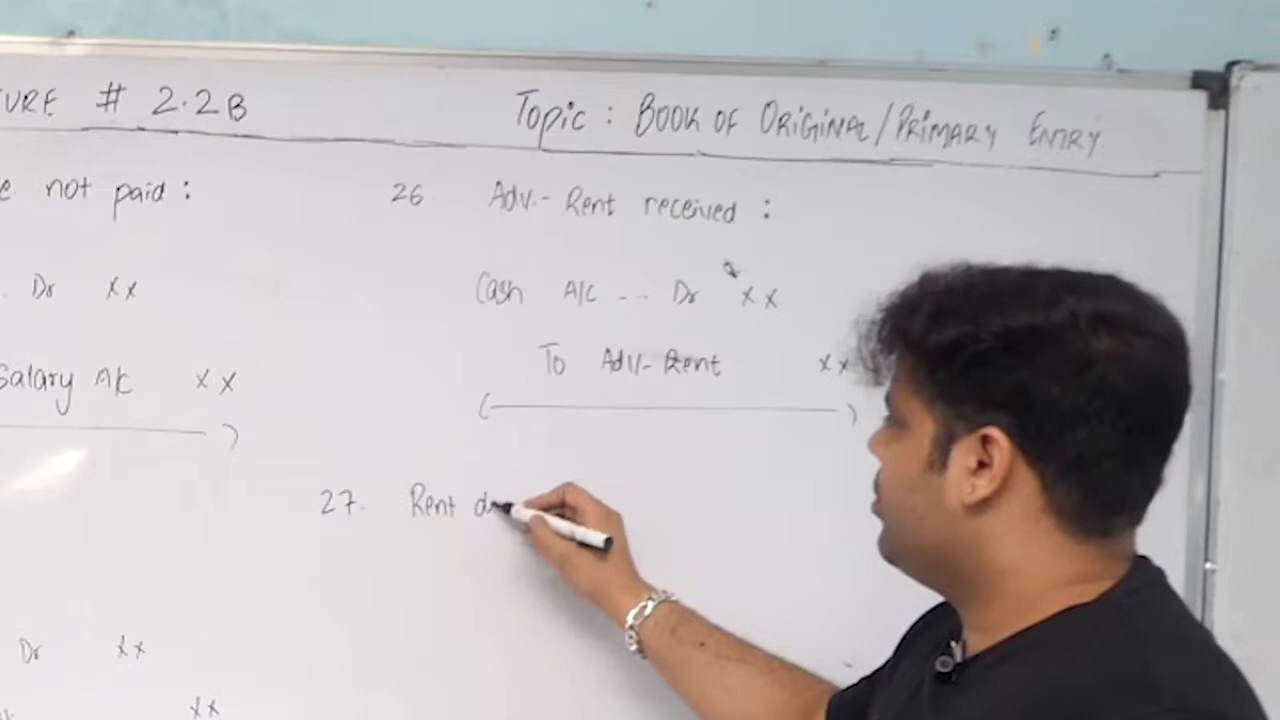 # 2.2B Topic : BOOK OF ORIGINAL/PRIMARY ENTRY
not paid :
Dr xx
Salary A/c xx
Dr xx
xx
26 Adv.- Rent received :
Cash A/c --- Dr xx
To Adv- Rent xx
27. Rent